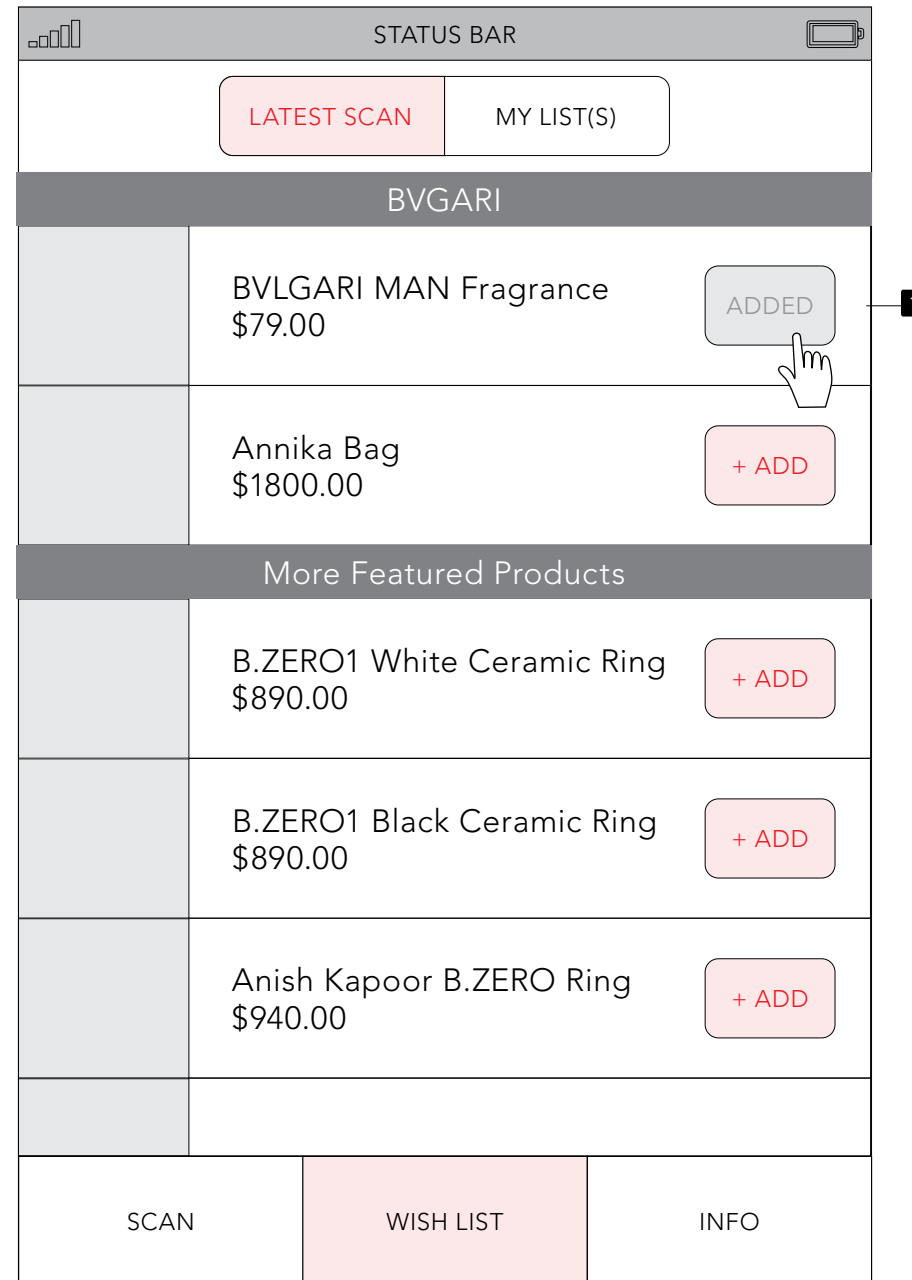 STATUS BAR
LATEST SCAN
MY LIST(S)
BVGARI
BVLGARI MAN Fragrance
$79.00
ADDED
Annika Bag
$1800.00
+ ADD
More Featured Products
B.ZERO1 White Ceramic Ring
$890.00
+ ADD
B.ZERO1 Black Ceramic Ring
$890.00
+ ADD
Anish Kapoor B.ZERO Ring
$940.00
+ ADD
SCAN
WISH LIST
INFO